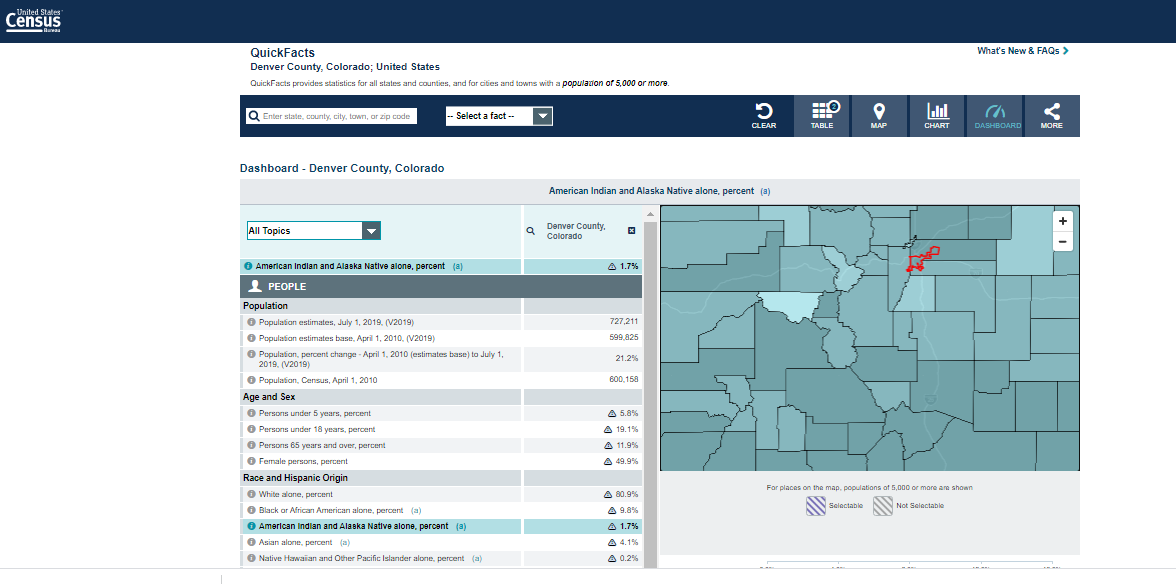 United States®
Census
Bureau
QuickFacts
What's New & FAQs
Denver County, Colorado; United States
QuickFacts provides statistics for all states and counties, and for cities and towns with a population of 5,000 or more.
Enter state, county, city, town, or zip code
-- Select a fact --
CLEAR
2
TABLE
MAP
CHART
DASHBOARD
MORE
Dashboard - Denver County, Colorado
American Indian and Alaska Native alone, percent (a)
All Topics
Denver County,
Colorado
American Indian and Alaska Native alone, percent (a) 1.7%
PEOPLE
Population
Population estimates, July 1, 2019, (V2019) 727,211
Population estimates base, April 1, 2010, (V2019) 599,825
Population, percent change - April 1, 2010 (estimates base) to July 1,
2019, (V2019) 21.2%
Population, Census, April 1, 2010 600,158
Age and Sex
Persons under 5 years, percent 5.8%
Persons under 18 years, percent 19.1%
Persons 65 years and over, percent 11.9%
Female persons, percent 49.9%
Race and Hispanic Origin
White alone, percent 80.9%
Black or African American alone, percent (a) 9.8%
American Indian and Alaska Native alone, percent (a) 1.7%
Asian alone, percent (a) 4.1%
Native Hawaiian and Other Pacific Islander alone, percent (a) 0.2%
+
−
For places on the map, populations of 5,000 or more are shown
Selectable
Not Selectable